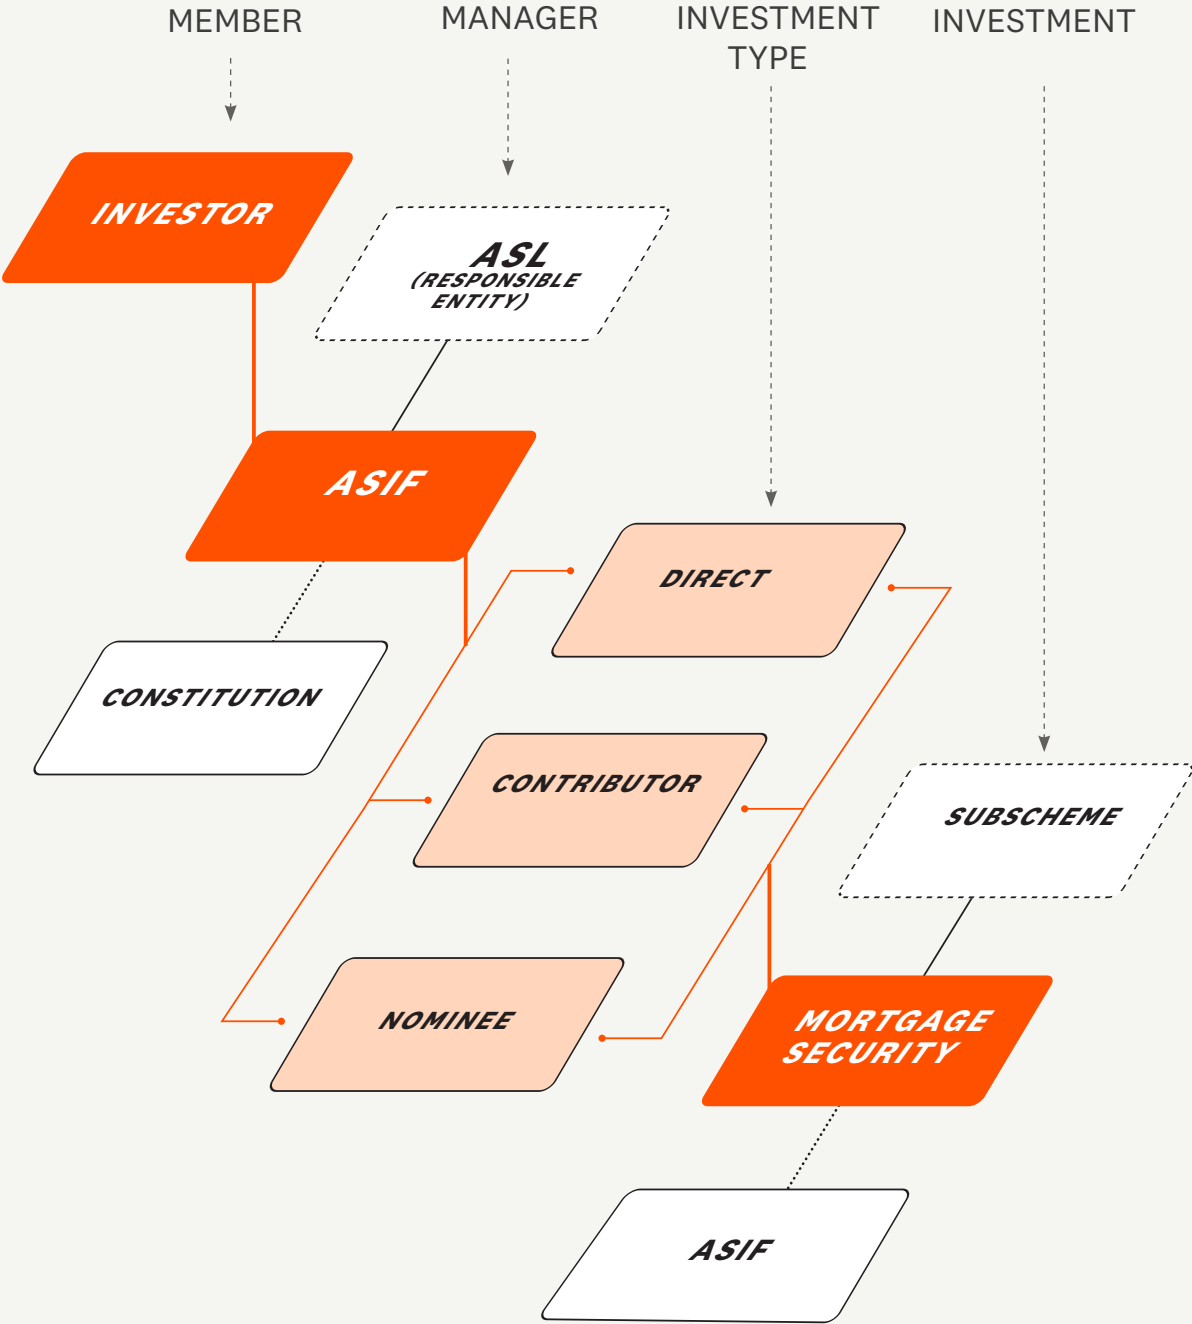 MEMBER
MANAGER
INVESTMENT
TYPE
INVESTMENT
INVESTOR
ASL
(RESPONSIBLE
ENTITY)
ASIF
DIRECT
CONSTITUTION
CONTRIBUTOR
SUBSCHEME
NOMINEE
MORTGAGE
SECURITY
ASIF